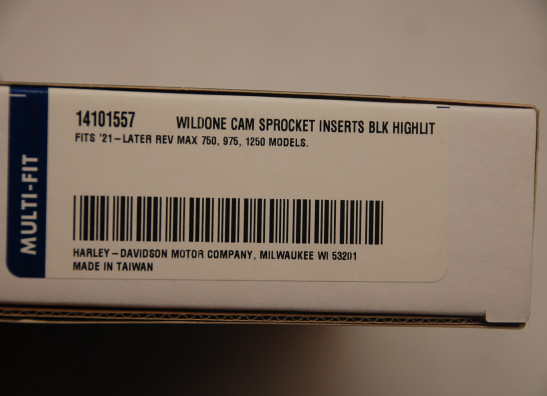 MULTI-FIT
14101557 WILDONE CAM SPROCKET INSERTS BLK HIGHLIT
FITS '21-LATER REV MAX 750, 975, 1250 MODELS.
HARLEY-DAVIDSON MOTOR COMPANY, MILWAUKEE WI 53201
MADE IN TAIWAN